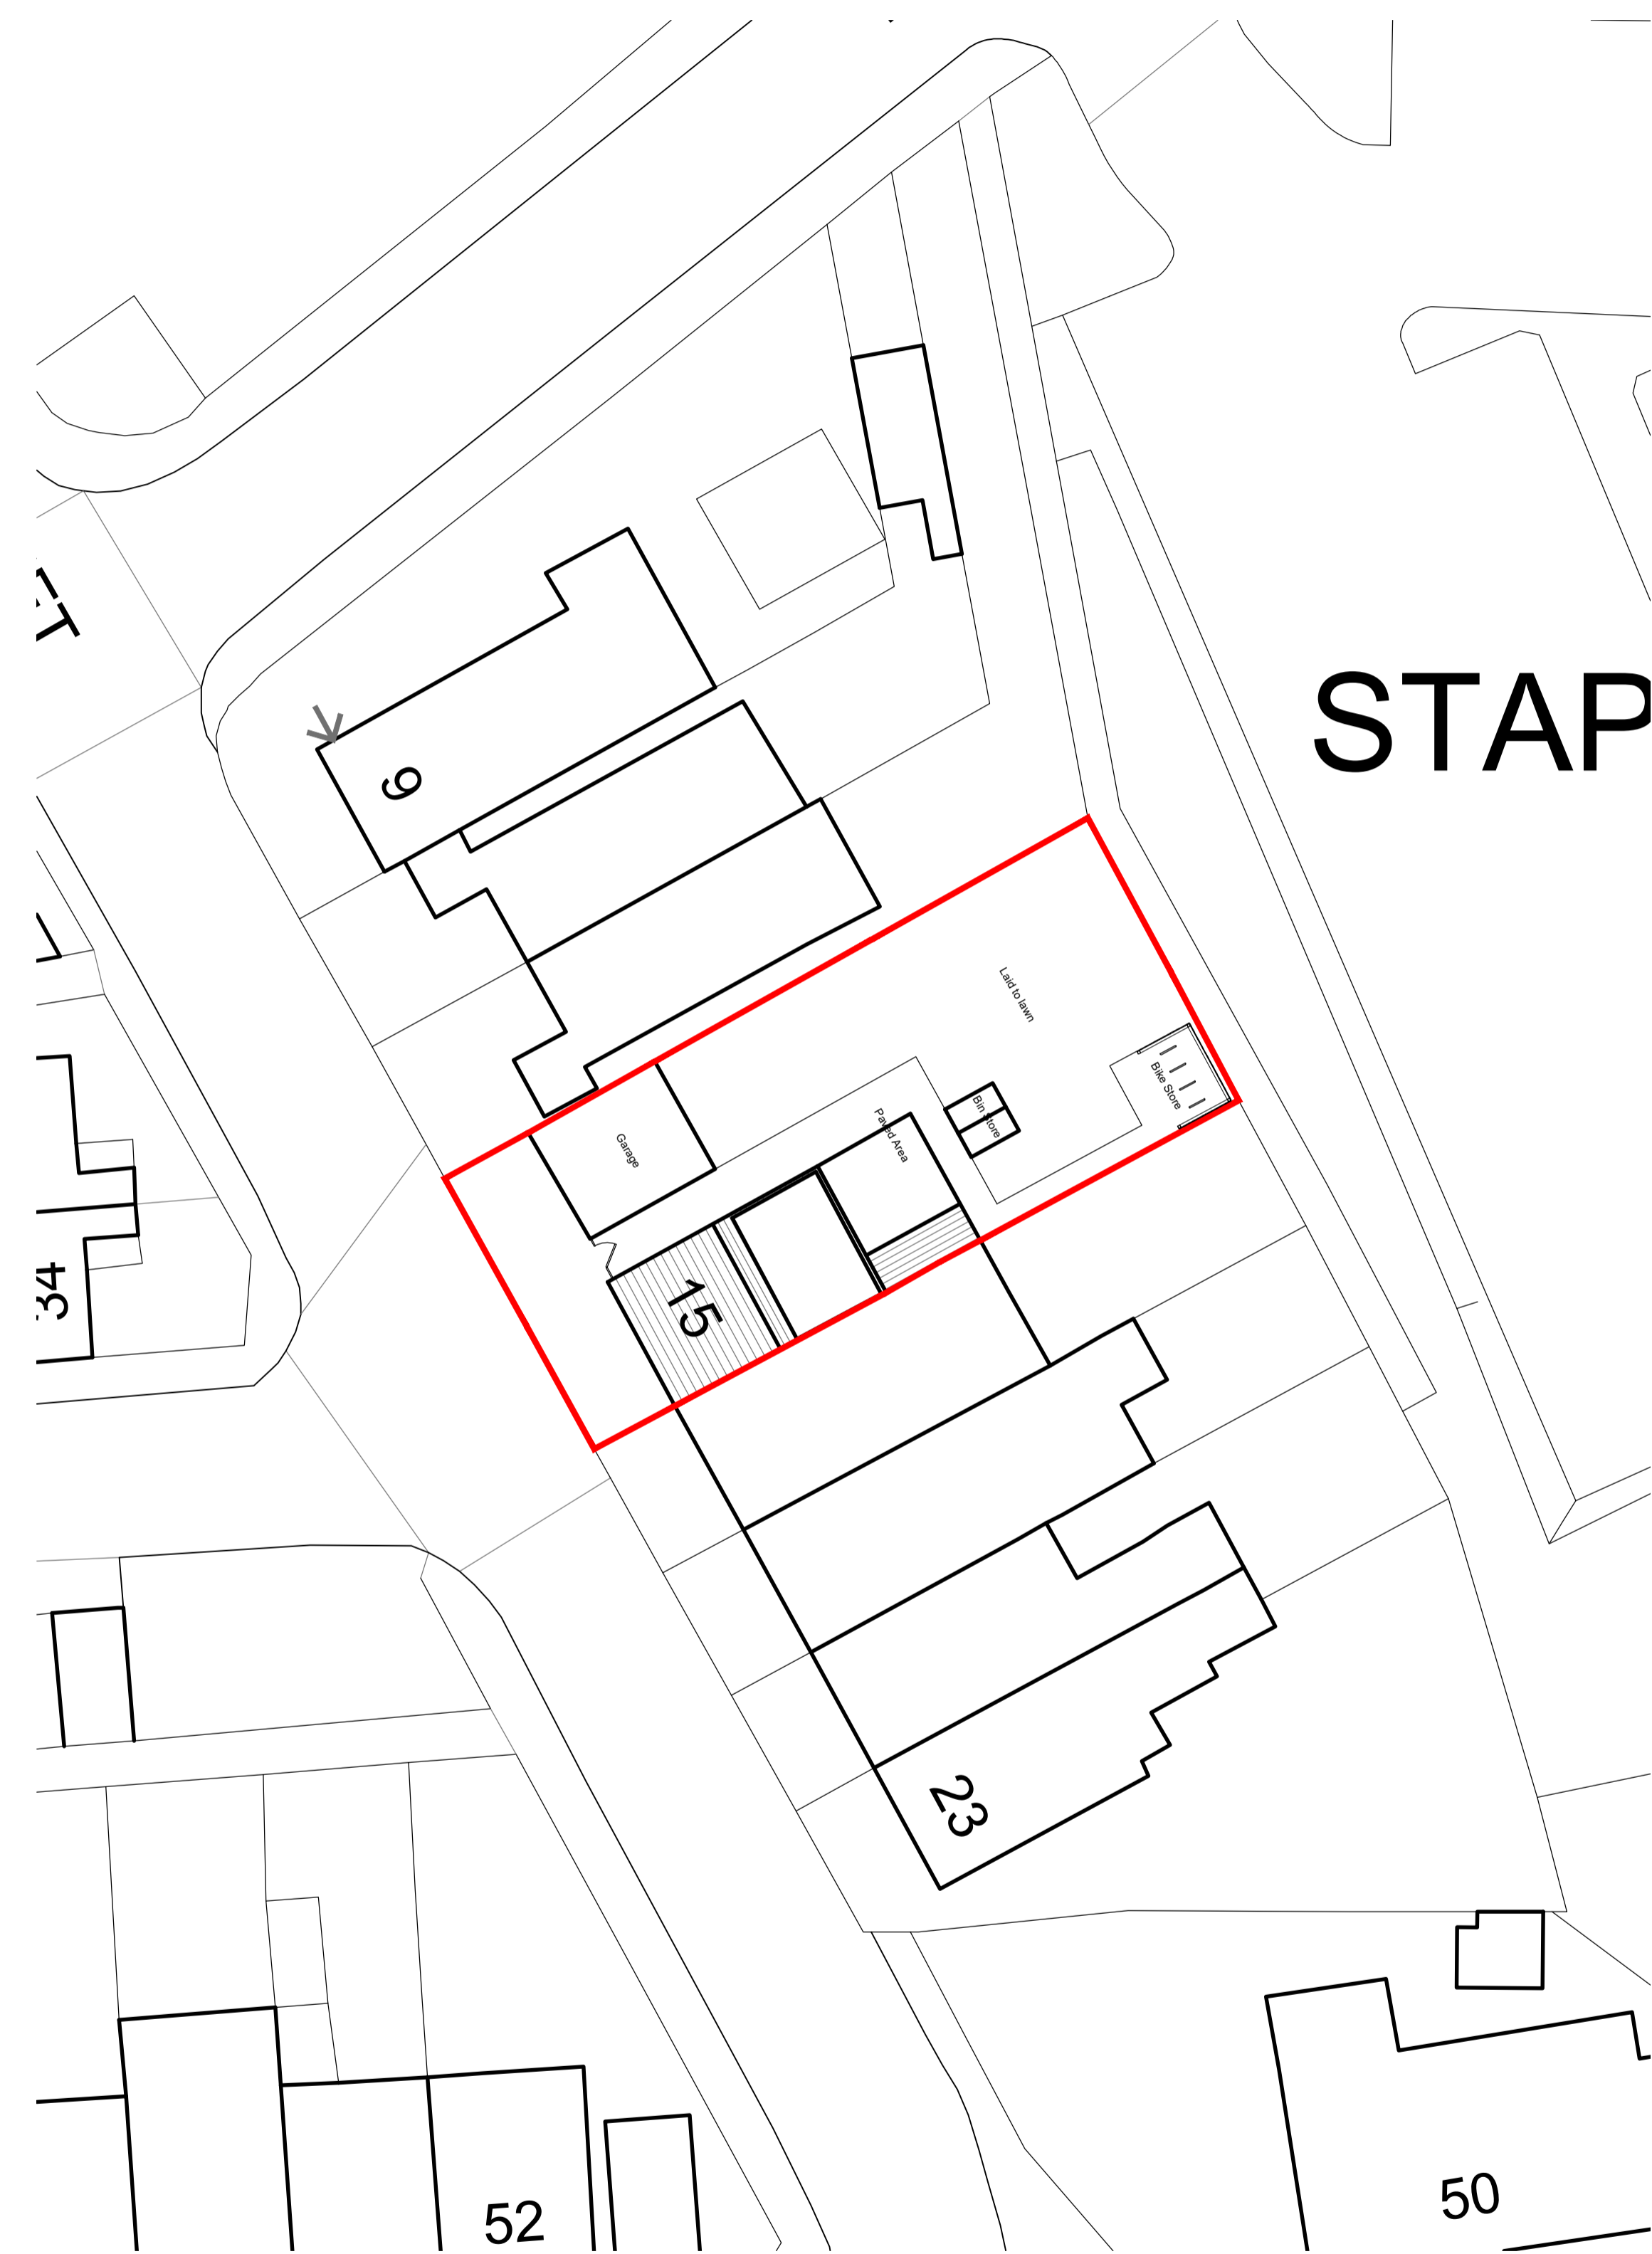 STAP
9
Laid to lawn
Bike Store
Bin Store
Paved Area
Garage
15
34
23
52
50